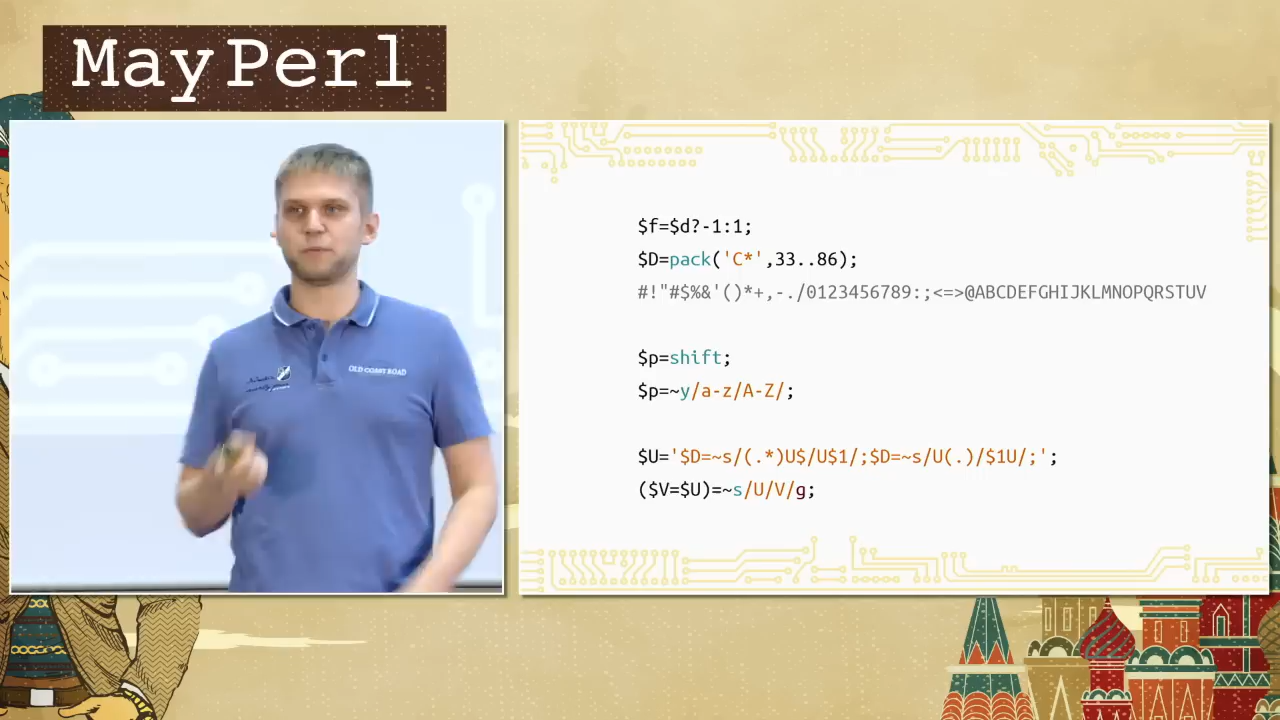 MayPerl
OLD COAST ROAD
$f=$d?-1:1;
$D=pack('C*',33..86);
#!"#$%&'()*+,-./0123456789:;<=>@ABCDEFGHIJKLMNOPQRSTUV
$p=shift;
$p=~y/a-z/A-Z/;
$U='$D=~s/(.*)U$/U$1/;$D=~s/U(.)/$1U/;';
($V=$U)=~s/U/V/g;